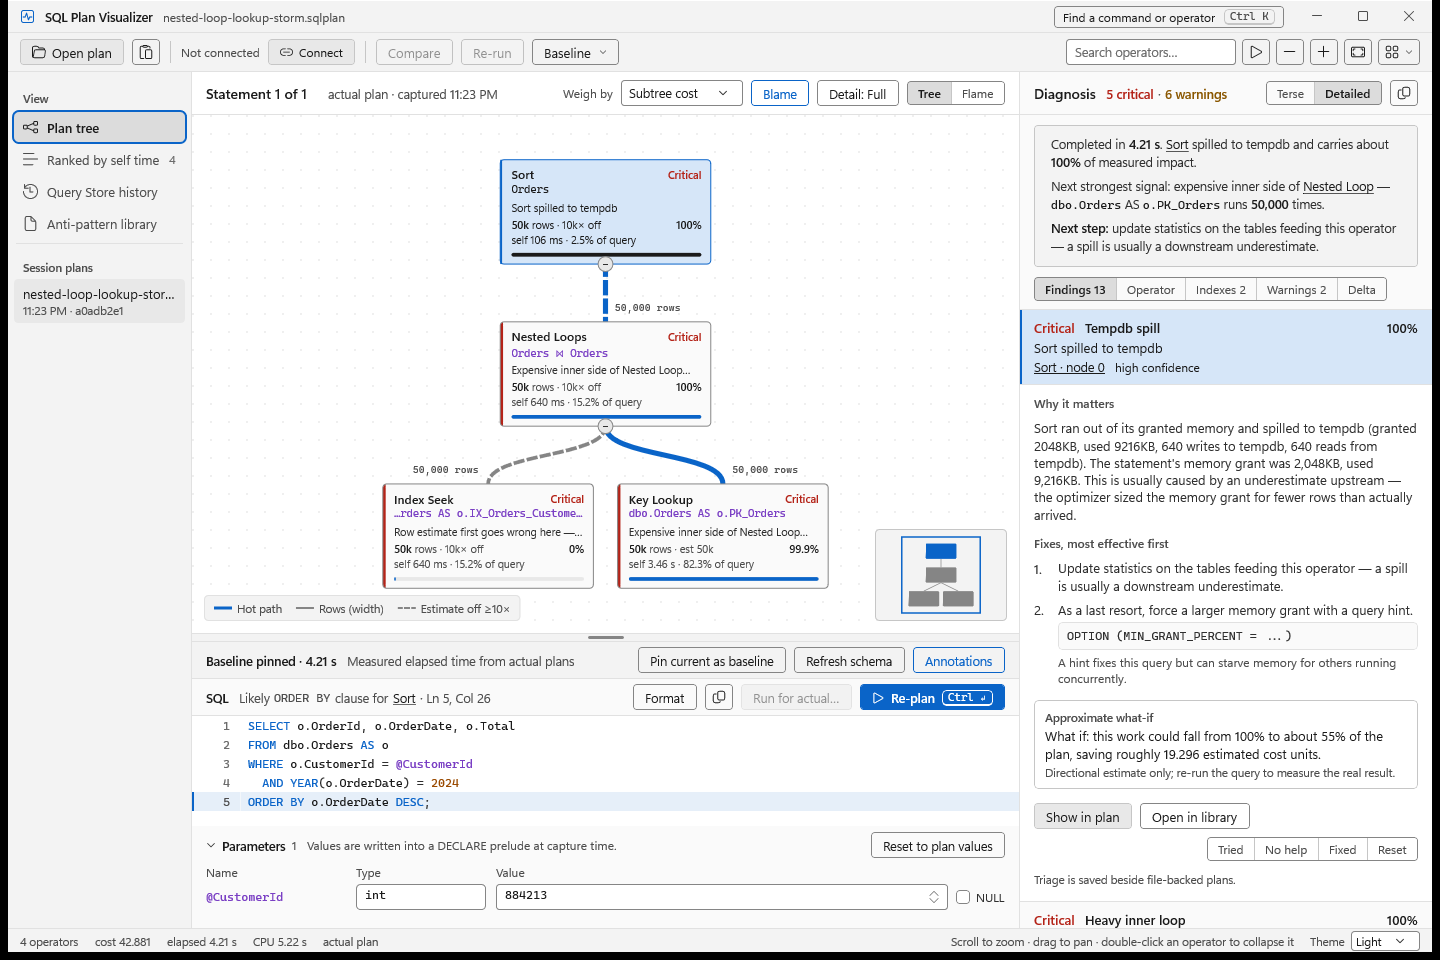 SQL Plan Visualizer nested-loop-lookup-storm.sqlplan
Find a command or operator Ctrl K
Open plan
Not connected
Connect
Compare
Re-run
Baseline
Search operators...
View
Plan tree
Ranked by self time 4
Query Store history
Anti-pattern library
Session plans
nested-loop-lookup-stor...
11:23 PM · a0adb2e1
Statement 1 of 1 actual plan · captured 11:23 PM
Weigh by Subtree cost
Blame
Detail: Full
Tree Flame
Sort Critical
Orders
Sort spilled to tempdb
50k rows · 10k× off 100%
self 106 ms · 2.5% of query
50,000 rows
Nested Loops Critical
Orders ⋈ Orders
Expensive inner side of Nested Loop...
50k rows · 10k× off 100%
self 640 ms · 15.2% of query
50,000 rows
50,000 rows
Index Seek Critical
…rders AS o.IX_Orders_Custome…
Row estimate first goes wrong here —...
50k rows · 10k× off 0%
self 640 ms · 15.2% of query
Key Lookup Critical
dbo.Orders AS o.PK_Orders
Expensive inner side of Nested Loop...
50k rows · est 50k 99.9%
self 3.46 s · 82.3% of query
Hot path
Rows (width)
Estimate off ≥10×
Baseline pinned · 4.21 s Measured elapsed time from actual plans
Pin current as baseline
Refresh schema
Annotations
SQL Likely ORDER BY clause for Sort · Ln 5, Col 26
Format
Run for actual...
Re-plan Ctrl ↲
1 SELECT o.OrderId, o.OrderDate, o.Total
2 FROM dbo.Orders AS o
3 WHERE o.CustomerId = @CustomerId
4 AND YEAR(o.OrderDate) = 2024
5 ORDER BY o.OrderDate DESC;
Parameters 1 Values are written into a DECLARE prelude at capture time.
Reset to plan values
Name Type Value
@CustomerId int 884213 NULL
Diagnosis 5 critical · 6 warnings
Terse Detailed
Completed in 4.21 s. Sort spilled to tempdb and carries about
100% of measured impact.
Next strongest signal: expensive inner side of Nested Loop —
dbo.Orders AS o.PK_Orders runs 50,000 times.
Next step: update statistics on the tables feeding this operator
— a spill is usually a downstream underestimate.
Findings 13 Operator Indexes 2 Warnings 2 Delta
Critical Tempdb spill 100%
Sort spilled to tempdb
Sort · node 0 high confidence
Why it matters
Sort ran out of its granted memory and spilled to tempdb (granted
2048KB, used 9216KB, 640 writes to tempdb, 640 reads from
tempdb). The statement's memory grant was 2,048KB, used
9,216KB. This is usually caused by an underestimate upstream —
the optimizer sized the memory grant for fewer rows than actually
arrived.
Fixes, most effective first
1. Update statistics on the tables feeding this operator — a spill
is usually a downstream underestimate.
2. As a last resort, force a larger memory grant with a query hint.
OPTION (MIN_GRANT_PERCENT = ...)
A hint fixes this query but can starve memory for others running
concurrently.
Approximate what-if
What if: this work could fall from 100% to about 55% of the
plan, saving roughly 19.296 estimated cost units.
Directional estimate only; re-run the query to measure the real result.
Show in plan
Open in library
Tried No help Fixed Reset
Triage is saved beside file-backed plans.
Critical Heavy inner loop 100%
4 operators cost 42.881 elapsed 4.21 s CPU 5.22 s actual plan
Scroll to zoom · drag to pan · double-click an operator to collapse it Theme Light